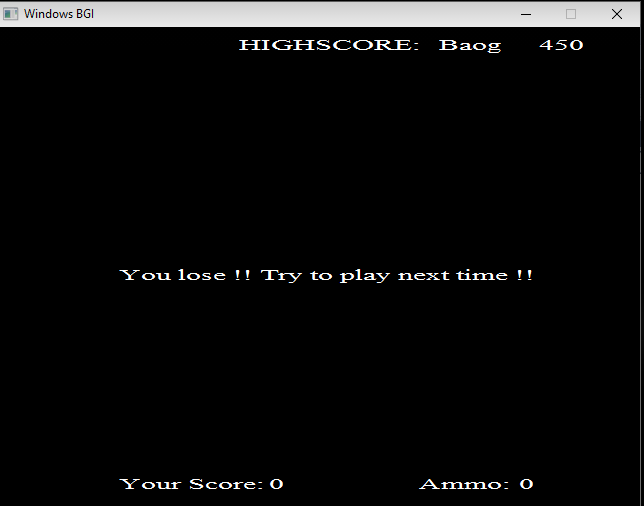 Windows BGI
HIGHSCORE: Baog 450
You lose !! Try to play next time !!
Your Score: 0 Ammo: 0